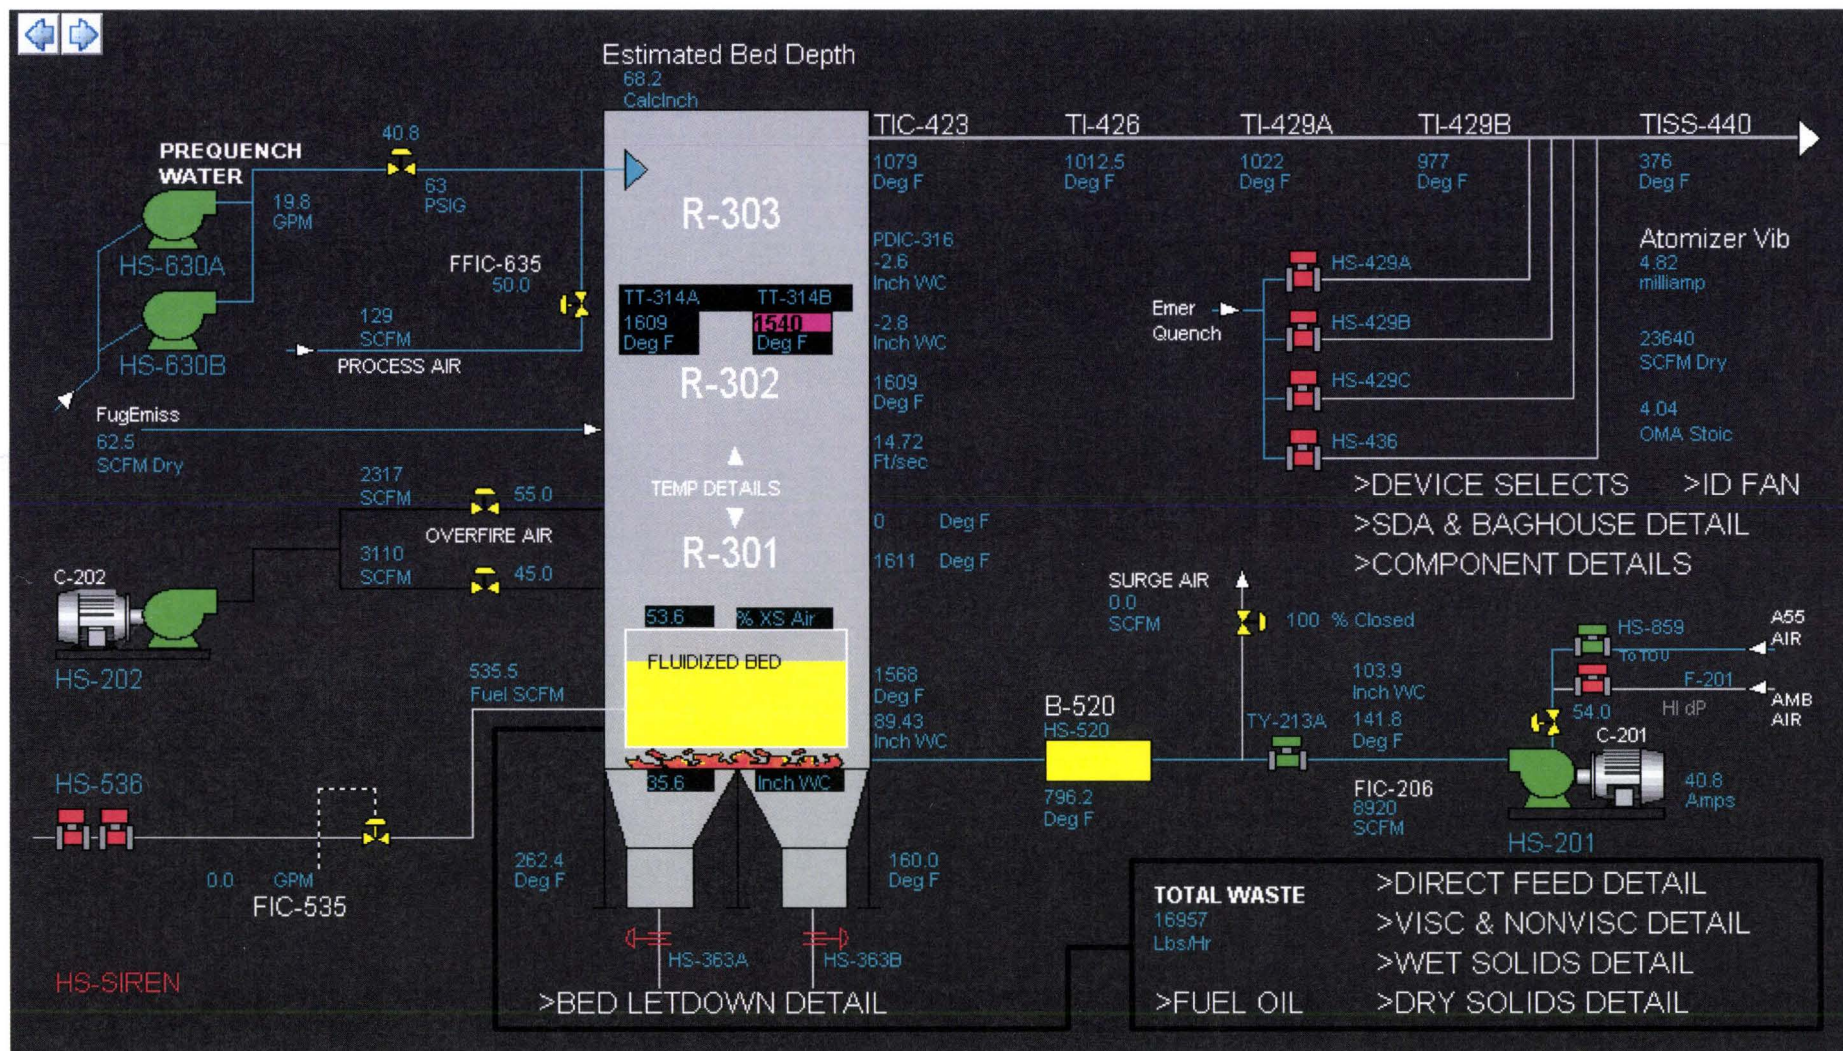 Estimated Bed Depth
68.2
CalcInch
TIC-423
TI-426
TI-429A
TI-429B
TISS-440
1079
Deg F
1012.5
Deg F
1022
Deg F
977
Deg F
376
Deg F
PREQUENCH
WATER
40.8
63
PSIG
19.8
GPM
HS-630A
HS-630B
FFIC-635
50.0
129
SCFM
PROCESS AIR
FugEmiss
62.5
SCFM Dry
R-303
PDIC-316
-2.6
Inch WC
TT-314A
TT-314B
1609
Deg F
1540
Deg F
-2.8
Inch WC
R-302
1609
Deg F
14.72
Ft/sec
TEMP DETAILS
R-301
0 Deg F
1611 Deg F
Emer
Quench
HS-429A
HS-429B
HS-429C
HS-436
Atomizer Vib
4.82
milliamp
23640
SCFM Dry
4.04
OMA Stoic
>DEVICE SELECTS
>ID FAN
>SDA & BAGHOUSE DETAIL
>COMPONENT DETAILS
2317
SCFM
55.0
OVERFIRE AIR
3110
SCFM
45.0
C-202
HS-202
53.6 % XS Air
FLUIDIZED BED
535.5
Fuel SCFM
1568
Deg F
89.43
Inch WC
35.6 Inch WC
SURGE AIR
0.0
SCFM
100 % Closed
B-520
HS-520
796.2
Deg F
TY-213A
103.9
Inch WC
141.8
Deg F
FIC-206
8920
SCFM
HS-859
To TOU
A55
AIR
F-201
HI dP
AMB
AIR
54.0
C-201
40.8
Amps
HS-201
HS-536
0.0 GPM
FIC-535
HS-SIREN
262.4
Deg F
160.0
Deg F
HS-363A
HS-363B
>BED LETDOWN DETAIL
TOTAL WASTE
16957
Lbs/Hr
>FUEL OIL
>DIRECT FEED DETAIL
>VISC & NONVISC DETAIL
>WET SOLIDS DETAIL
>DRY SOLIDS DETAIL